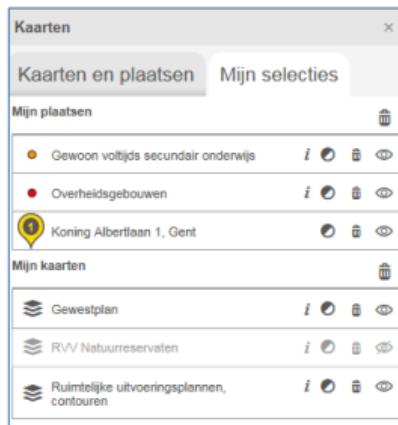 Kaarten
Kaarten en plaatsen Mijn selecties
Mijn plaatsen
Gewoon voltijds secundair onderwijs i
Overheidsgebouwen i
1 Koning Albertlaan 1, Gent
Mijn kaarten
Gewestplan i
RVV Natuurreservaten i
Ruimtelijke uitvoeringsplannen, i
contouren